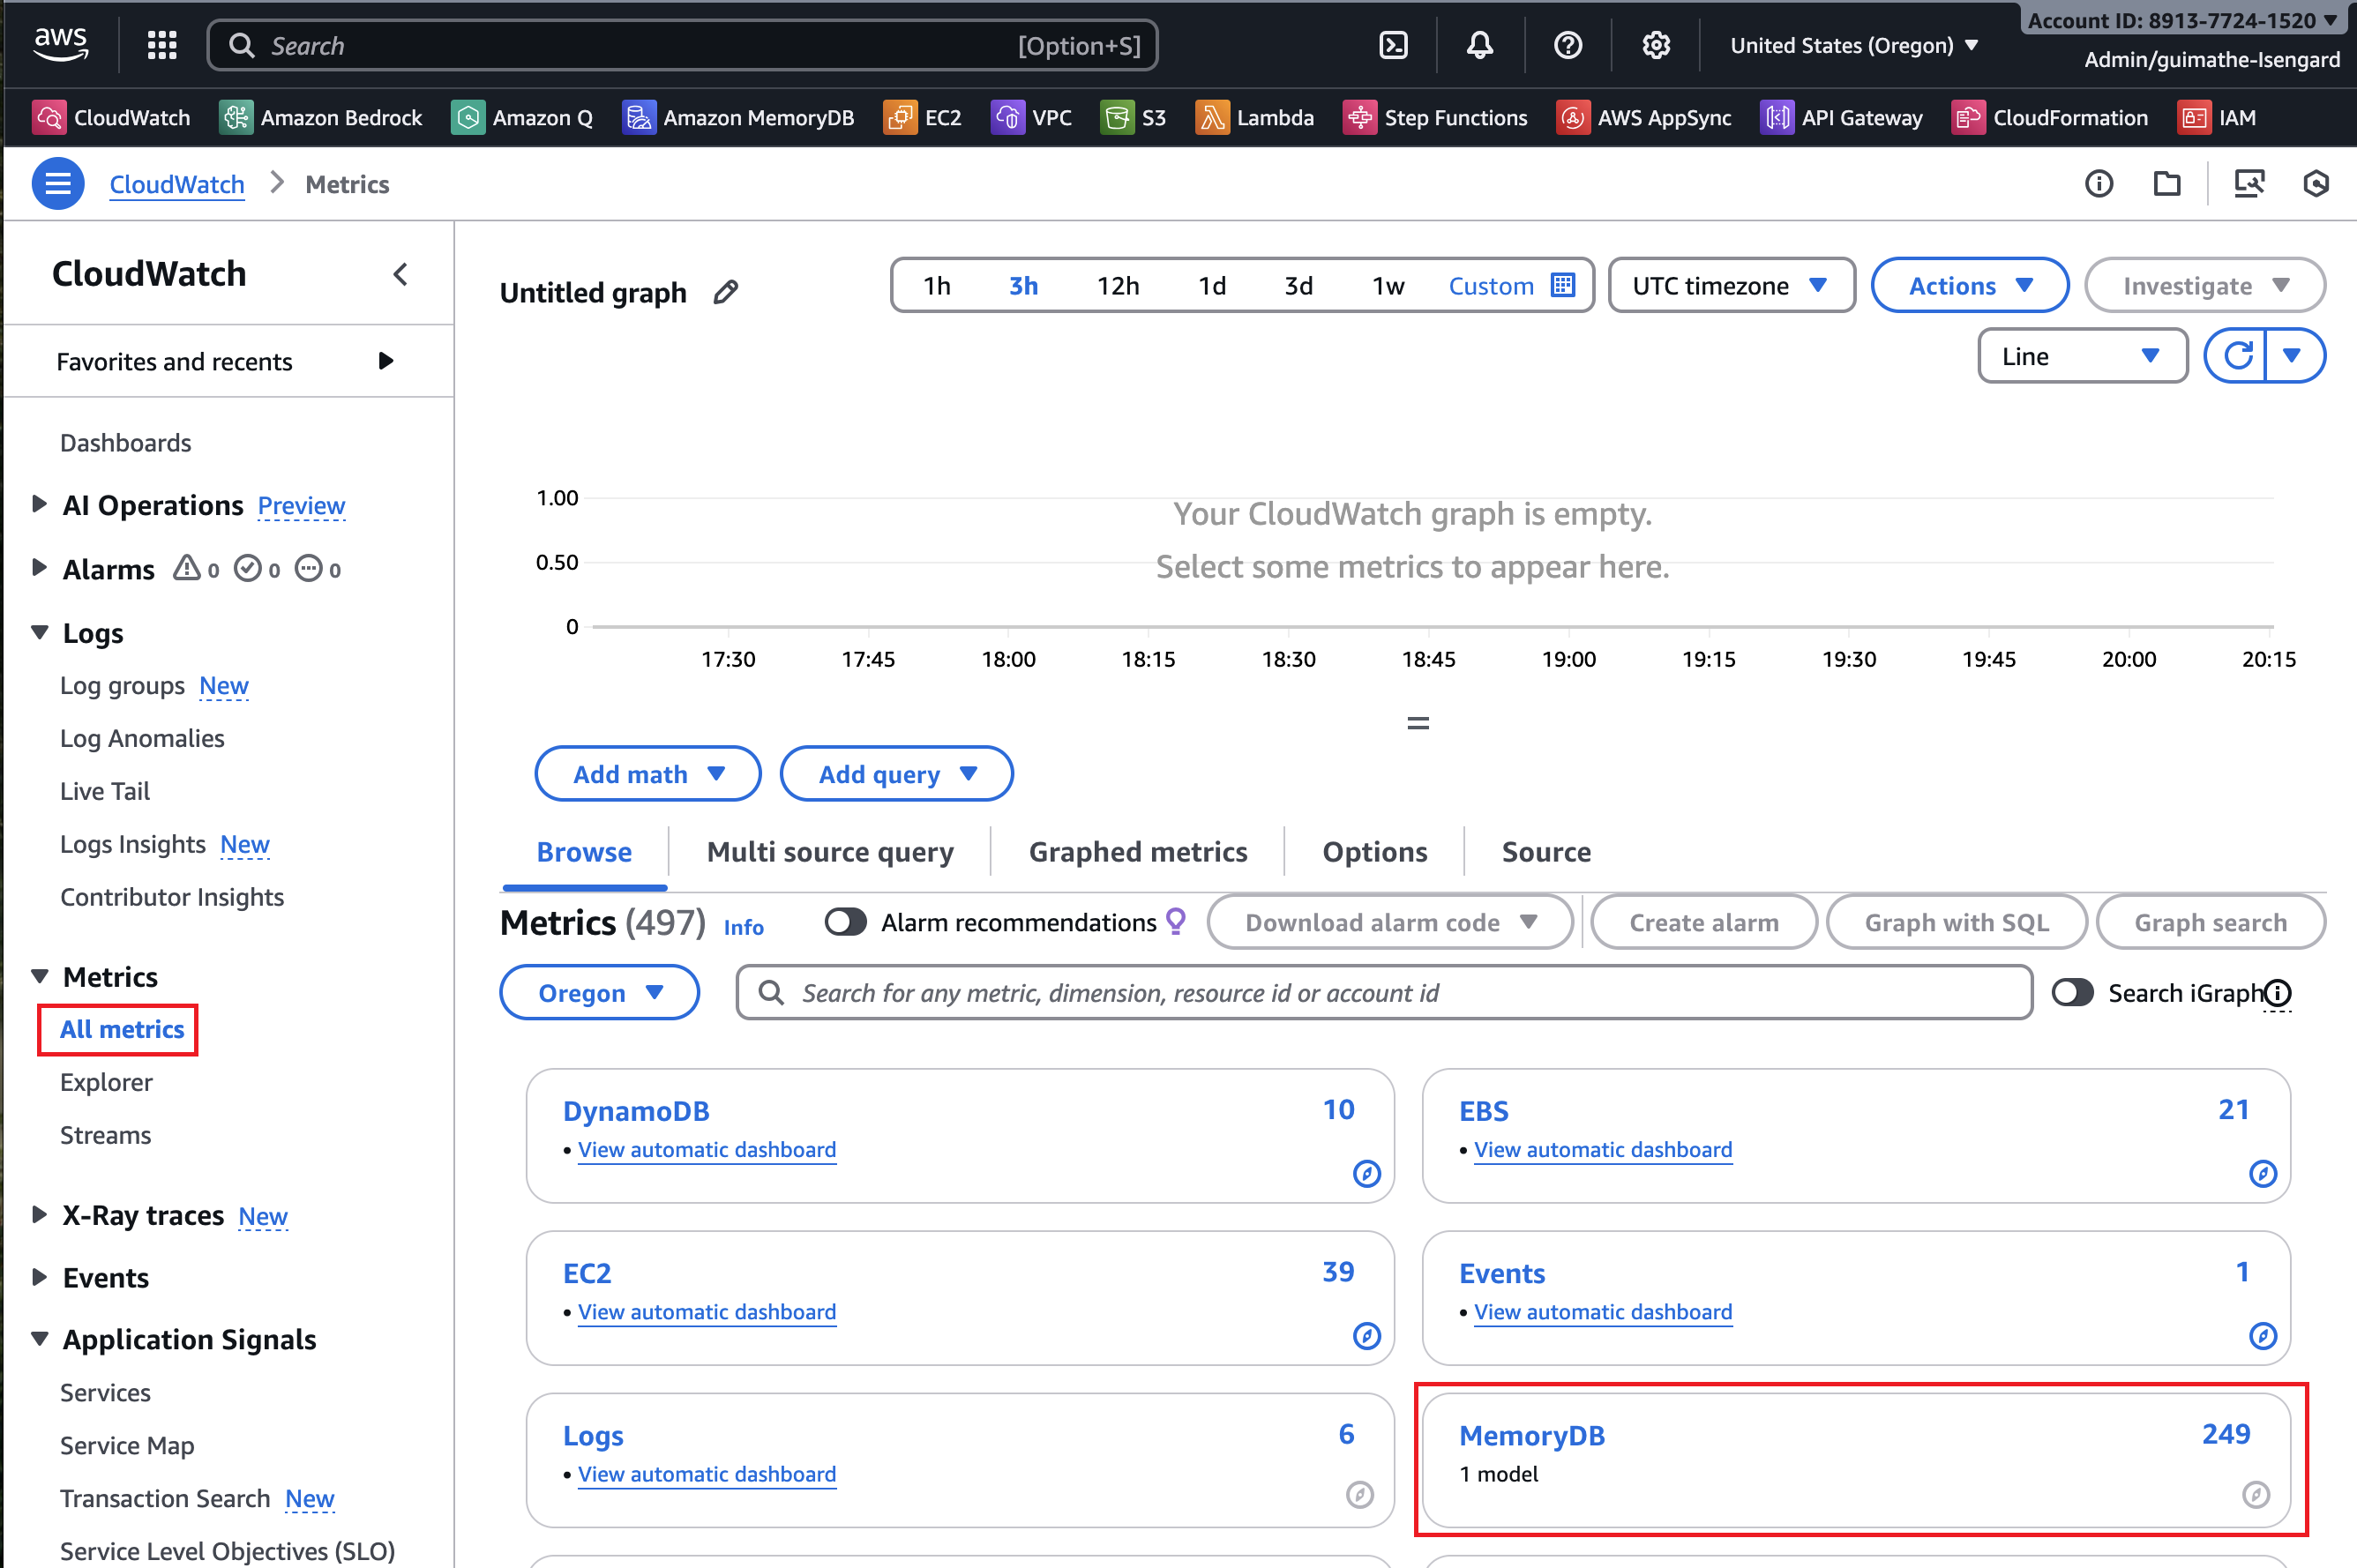 aws
Search
[Option+S]
United States (Oregon)
Account ID: 8913-7724-1520
Admin/guimathe-Isengard
CloudWatch
Amazon Bedrock
Amazon Q
Amazon MemoryDB
EC2
VPC
S3
Lambda
Step Functions
AWS AppSync
API Gateway
CloudFormation
IAM
CloudWatch
Metrics
CloudWatch
Favorites and recents
Dashboards
AI Operations Preview
Alarms 0 0 0
Logs
Log groups New
Log Anomalies
Live Tail
Logs Insights New
Contributor Insights
Metrics
All metrics
Explorer
Streams
X-Ray traces New
Events
Application Signals
Services
Service Map
Transaction Search New
Service Level Objectives (SLO)
Untitled graph
1h
3h
12h
1d
3d
1w
Custom
UTC timezone
Actions
Investigate
Line
1.00
0.50
0
Your CloudWatch graph is empty.
Select some metrics to appear here.
17:30
17:45
18:00
18:15
18:30
18:45
19:00
19:15
19:30
19:45
20:00
20:15
Add math
Add query
Browse
Multi source query
Graphed metrics
Options
Source
Metrics (497) Info
Alarm recommendations
Download alarm code
Create alarm
Graph with SQL
Graph search
Oregon
Search for any metric, dimension, resource id or account id
Search iGraph
DynamoDB 10
• View automatic dashboard
EBS 21
• View automatic dashboard
EC2 39
• View automatic dashboard
Events 1
• View automatic dashboard
Logs 6
• View automatic dashboard
MemoryDB 249
1 model